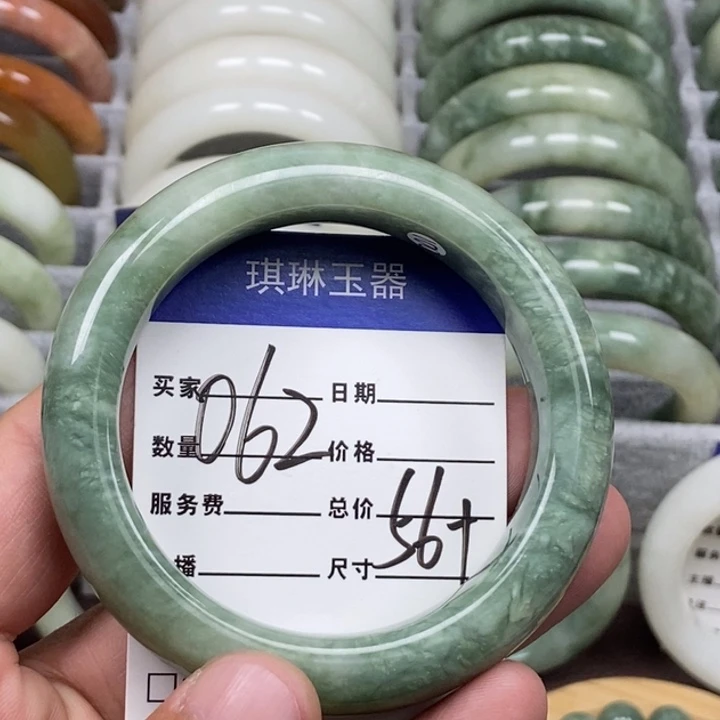 琪琳玉器
买家 日期
062
数量 价格
服务费 总价
56+
播 尺寸